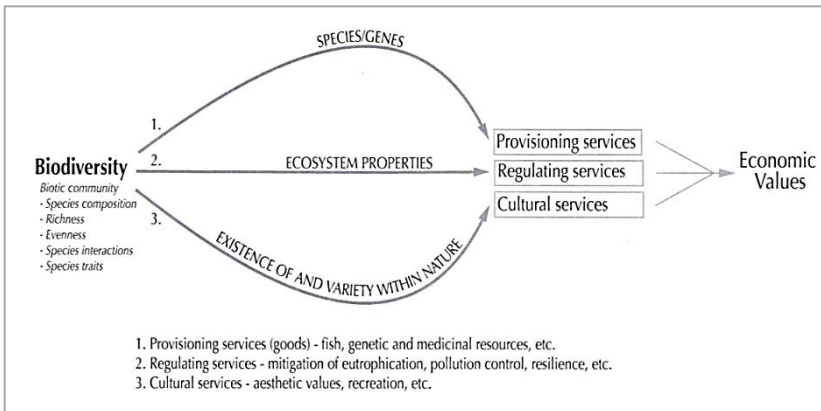 SPECIES/GENES
1.
Provisioning services
Biodiversity
2.
ECOSYSTEM PROPERTIES
Regulating services
Economic
Values
Biotic community
- Species composition
- Richness
- Evenness
- Species interactions
- Species traits
3.
Cultural services
EXISTENCE OF AND VARIETY WITHIN NATURE
1. Provisioning services (goods) - fish, genetic and medicinal resources, etc.
2. Regulating services - mitigation of eutrophication, pollution control, resilience, etc.
3. Cultural services - aesthetic values, recreation, etc.